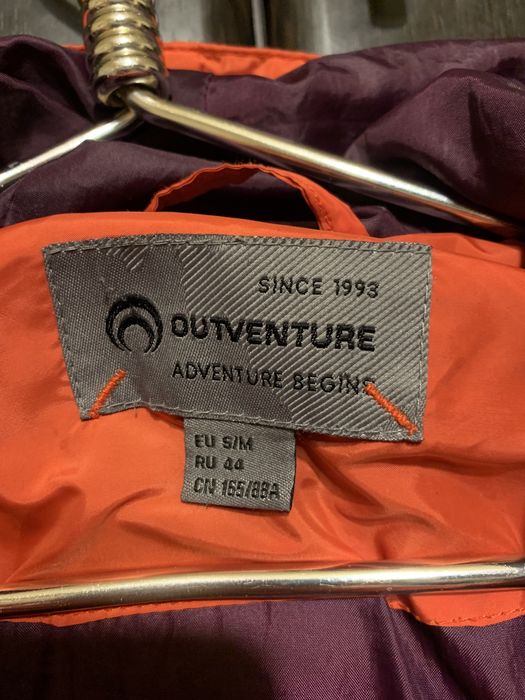 SINCE 1993
OUTVENTURE
ADVENTURE BEGINS
EU S/M
RU 44
CN 165/88A